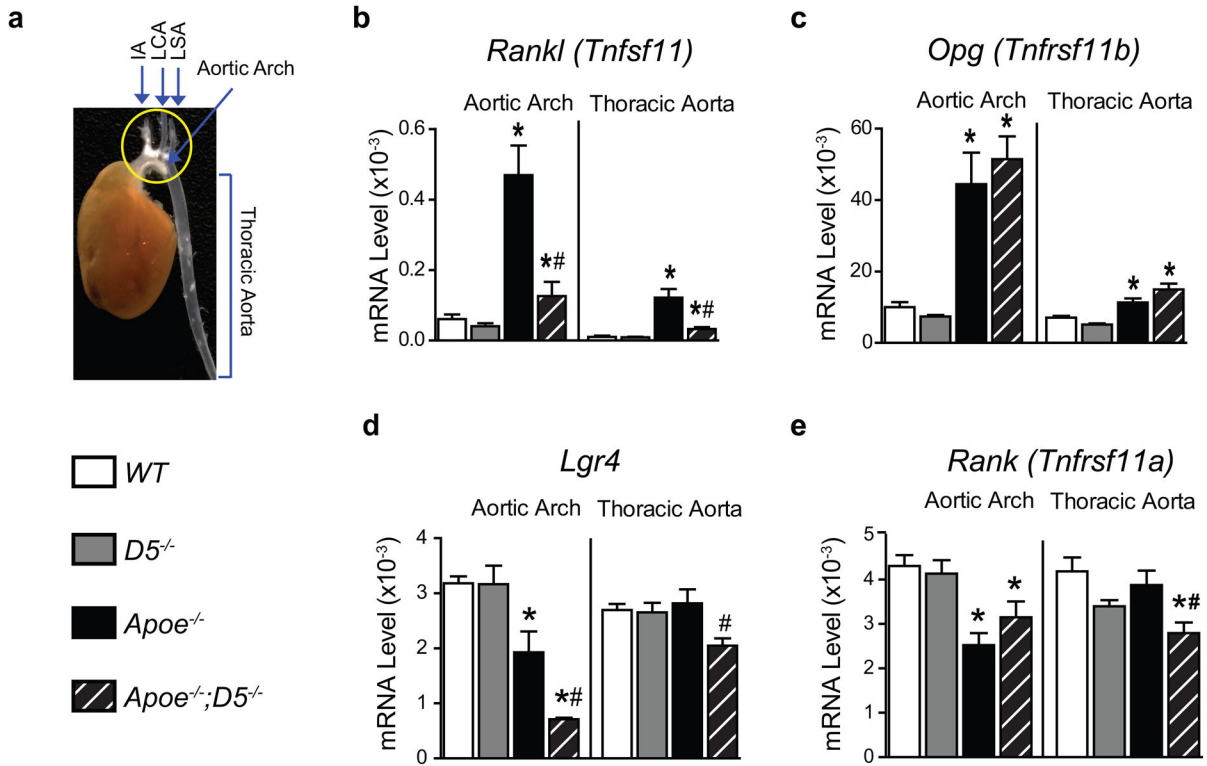 a
IA
LCA
LSA
Aortic Arch
Thoracic Aorta
WT
D5-/-
Apoe-/-
Apoe-/-;D5-/-
b
Rankl (Tnfsf11)
Aortic Arch Thoracic Aorta
mRNA Level (x10-3)
0.6
0.4
0.2
0.0
*
*#
*
*#
c
Opg (Tnfrsf11b)
Aortic Arch Thoracic Aorta
mRNA Level (x10-3)
60
40
20
0
*
*
*
*
d
Lgr4
Aortic Arch Thoracic Aorta
mRNA Level (x10-3)
4
3
2
1
0
*
*#
#
e
Rank (Tnfrsf11a)
Aortic Arch Thoracic Aorta
mRNA Level (x10-3)
5
4
3
2
1
0
*
*
*#